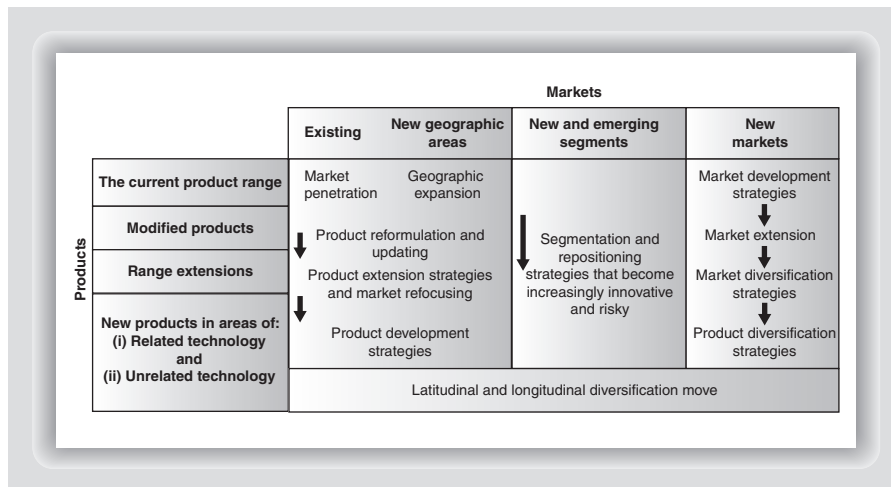 Markets
Existing
New geographic
areas
New and emerging
segments
New
markets
Products
The current product range
Modified products
Range extensions
New products in areas of:
(i) Related technology
and
(ii) Unrelated technology
Market
penetration
Geographic
expansion
Product reformulation and
updating
Product extension strategies
and market refocusing
Product development
strategies
Segmentation and
repositioning
strategies that become
increasingly innovative
and risky
Market development
strategies
Market extension
Market diversification
strategies
Product diversification
strategies
Latitudinal and longitudinal diversification move